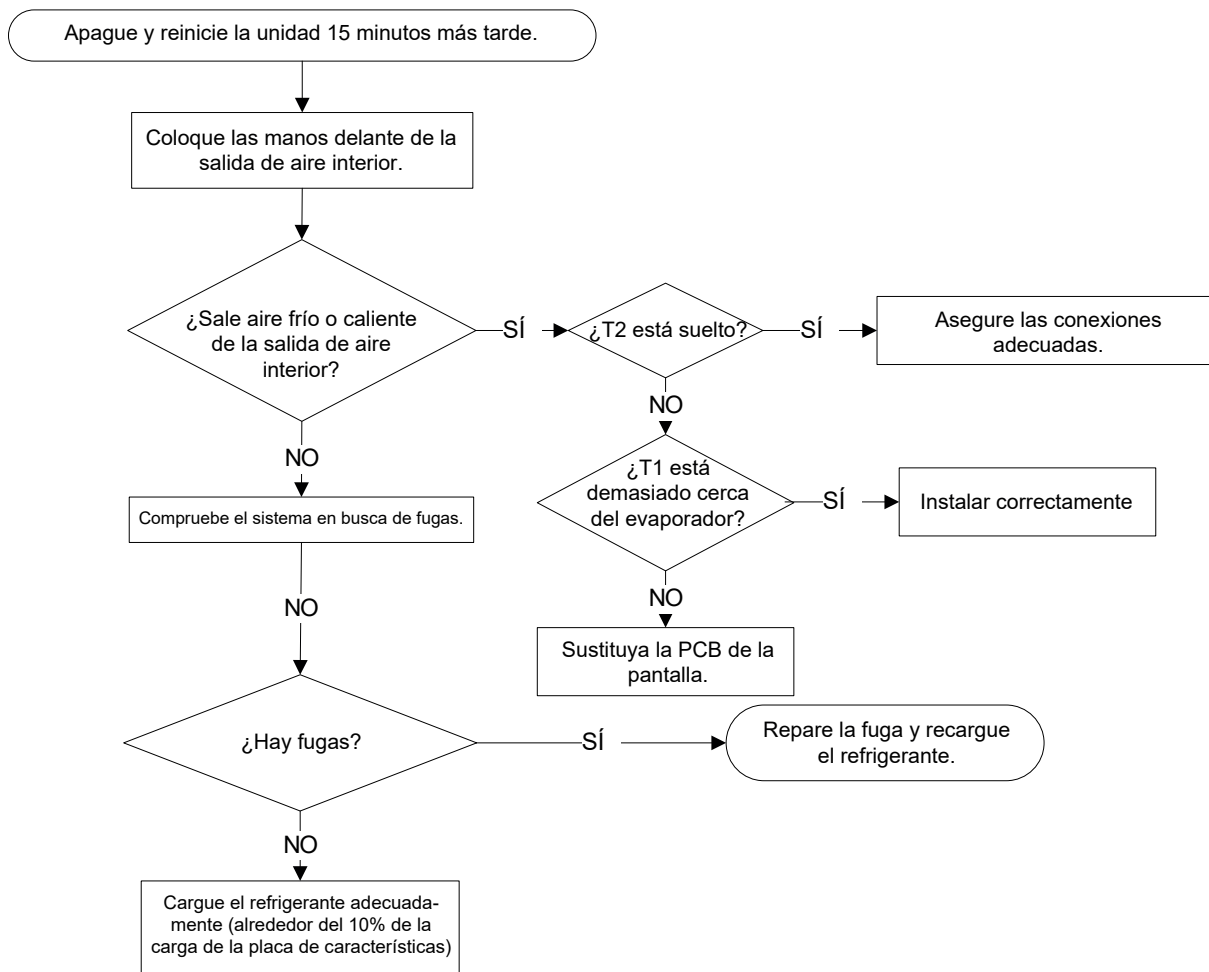 Apague y reinicie la unidad 15 minutos más tarde.
Coloque las manos delante de la
salida de aire interior.
¿Sale aire frío o caliente
de la salida de aire
interior?
SÍ
¿T2 está suelto?
SÍ
Asegure las conexiones
adecuadas.
NO
¿T1 está
demasiado cerca
del evaporador?
SÍ
Instalar correctamente
NO
Sustituya la PCB de la
pantalla.
NO
Compruebe el sistema en busca de fugas.
NO
¿Hay fugas?
SÍ
Repare la fuga y recargue
el refrigerante.
NO
Cargue el refrigerante adecuada-
mente (alrededor del 10% de la
carga de la placa de características)